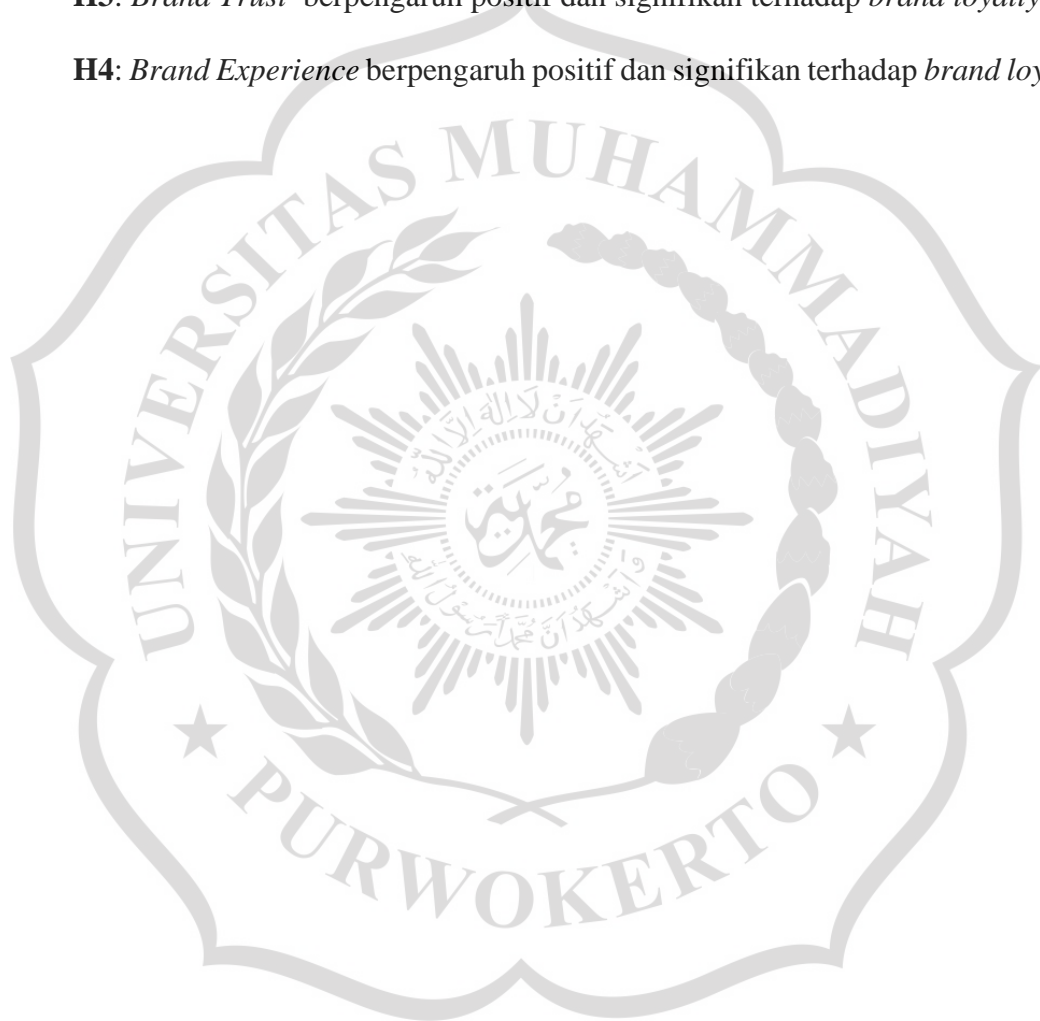 H3: Brand Trust berpengaruh positif dan signifikan terhadap brand loyalty
H4: Brand Experience berpengaruh positif dan signifikan terhadap brand loy
UNIVERSITAS MUHAMMADIYAH
PURWOKERTO